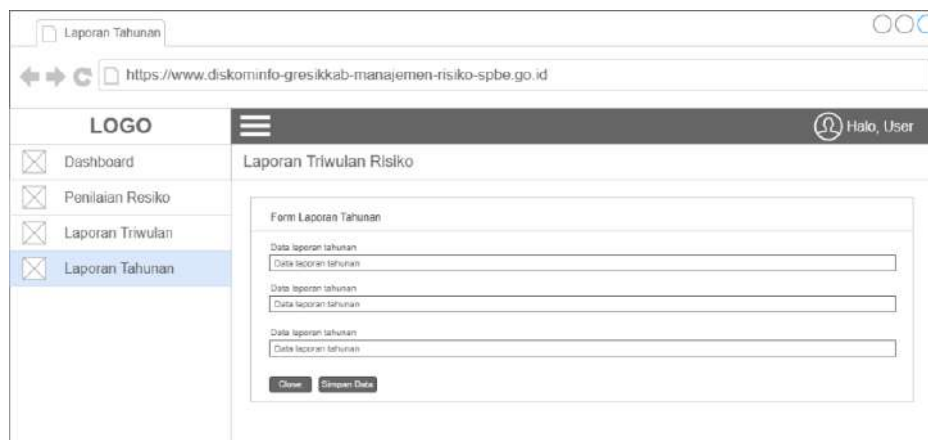 Laporan Tahunan
https://www.diskominfo-gresikkab-manajemen-risiko-spbe.go.id
LOGO
Halo, User
Dashboard
Laporan Triwulan Risiko
Penilaian Resiko
Laporan Triwulan
Laporan Tahunan
Form Laporan Tahunan
Data laporan tahunan
Data laporan tahunan
Data laporan tahunan
Data laporan tahunan
Data laporan tahunan
Data laporan tahunan
Close
Simpan Data